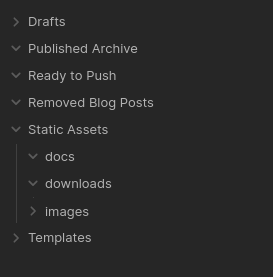 Drafts
Published Archive
Ready to Push
Removed Blog Posts
Static Assets
docs
downloads
images
Templates